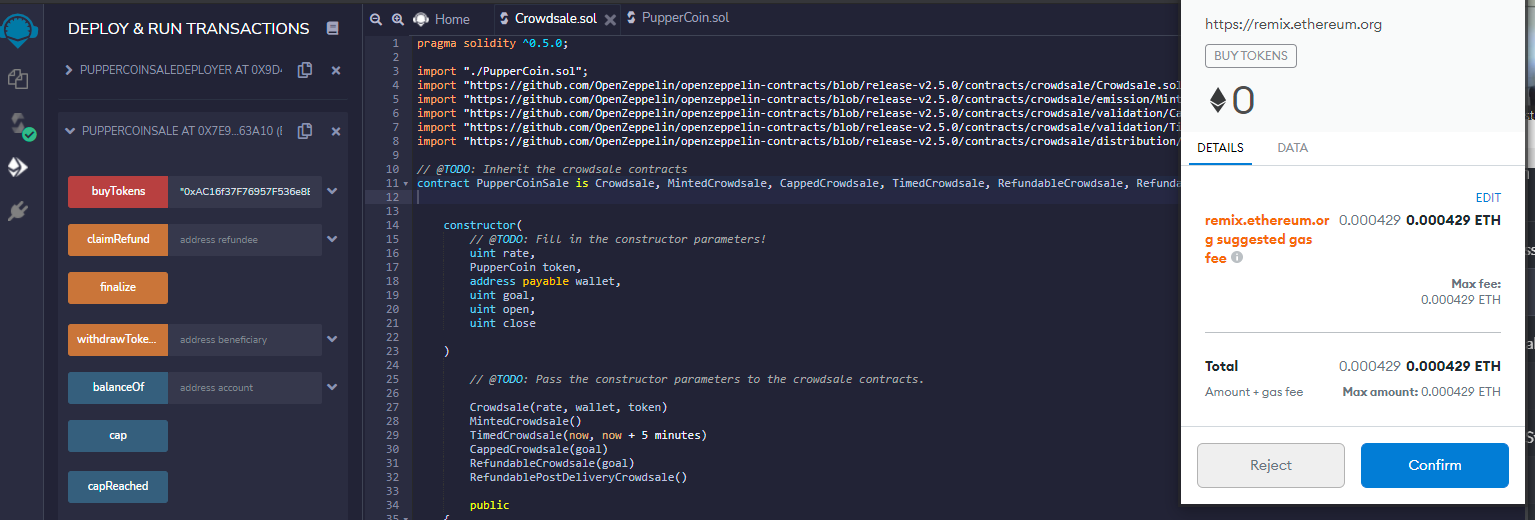 DEPLOY & RUN TRANSACTIONS
PUPPERCOINSALEDEPLOYER AT 0X9D
PUPPERCOINSALE AT 0X7E9...63A10 (
buyTokens
"0xAC16f37F76957F536e8
claimRefund
address refundee
finalize
withdrawToke...
address beneficiary
balanceOf
address account
cap
capReached
Home
Crowdsale.sol
PupperCoin.sol
1 pragma solidity ^0.5.0;
2
3 import "./PupperCoin.sol";
4 import "https://github.com/OpenZeppelin/openzeppelin-contracts/blob/release-v2.5.0/contracts/crowdsale/Crowdsale.sol
5 import "https://github.com/OpenZeppelin/openzeppelin-contracts/blob/release-v2.5.0/contracts/crowdsale/emission/Mint
6 import "https://github.com/OpenZeppelin/openzeppelin-contracts/blob/release-v2.5.0/contracts/crowdsale/validation/Ca
7 import "https://github.com/OpenZeppelin/openzeppelin-contracts/blob/release-v2.5.0/contracts/crowdsale/validation/Ti
8 import "https://github.com/OpenZeppelin/openzeppelin-contracts/blob/release-v2.5.0/contracts/crowdsale/distribution/
9
10 // @TODO: Inherit the crowdsale contracts
11 contract PupperCoinSale is Crowdsale, MintedCrowdsale, CappedCrowdsale, TimedCrowdsale, RefundableCrowdsale, Refunda
12
13
14 constructor(
15 // @TODO: Fill in the constructor parameters!
16 uint rate,
17 PupperCoin token,
18 address payable wallet,
19 uint goal,
20 uint open,
21 uint close
22
23 )
24
25 // @TODO: Pass the constructor parameters to the crowdsale contracts.
26
27 Crowdsale(rate, wallet, token)
28 MintedCrowdsale()
29 TimedCrowdsale(now, now + 5 minutes)
30 CappedCrowdsale(goal)
31 RefundableCrowdsale(goal)
32 RefundablePostDeliveryCrowdsale()
33
34 public
35 {
https://remix.ethereum.org
BUY TOKENS
0
DETAILS
DATA
EDIT
remix.ethereum.or
g suggested gas
fee
0.000429 0.000429 ETH
Max fee:
0.000429 ETH
Total
0.000429 0.000429 ETH
Amount + gas fee
Max amount: 0.000429 ETH
Reject
Confirm